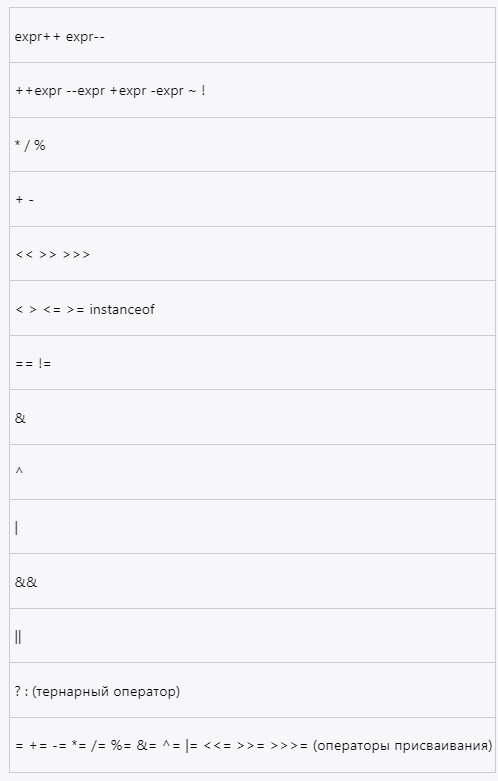 expr++ expr--
++expr --expr +expr -expr ~ !
* / %
+ -
<< >> >>>
< > <= >= instanceof
== !=
&
^
|
&&
||
? : (тернарный оператор)
= += -= *= /= %= &= ^= |= <<= >>= >>>= (операторы присваивания)